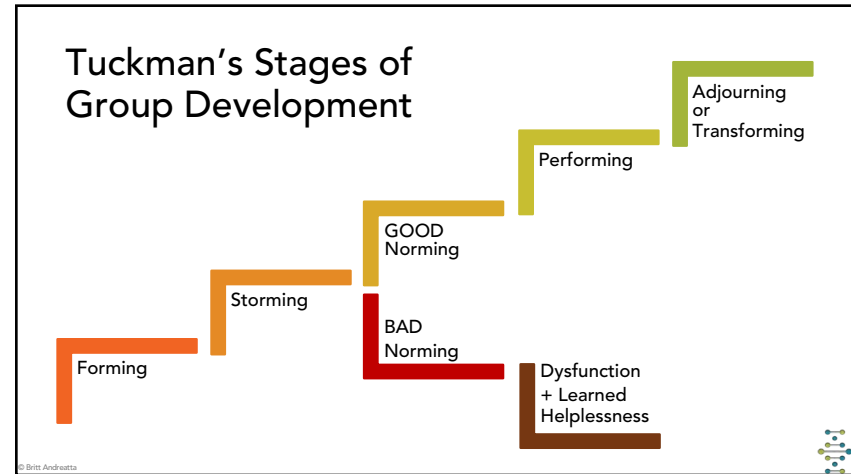 Tuckman's Stages of
Group Development
Adjourning
or
Transforming
Performing
GOOD
Norming
Storming
BAD
Norming
Forming
Dysfunction
+ Learned
Helplessness
© Britt Andreatta